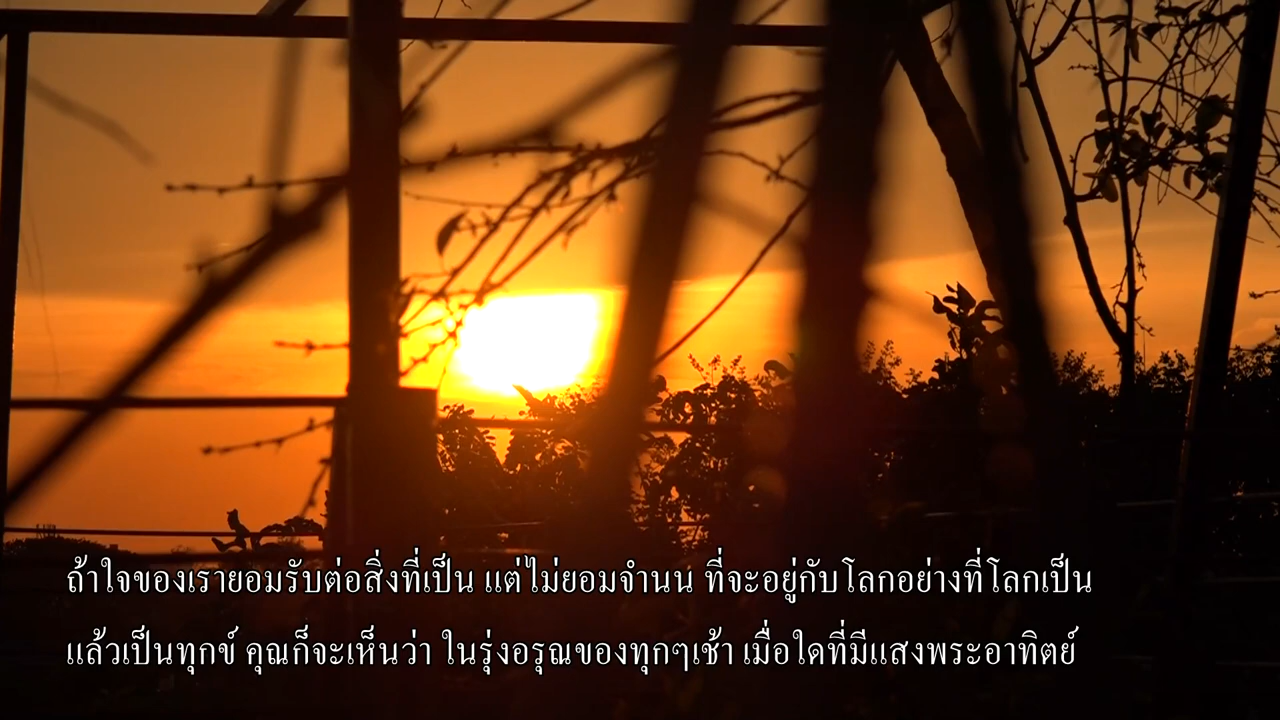 ถ้าใจของเรายอมรับต่อสิ่งที่เป็น แต่ไม่ยอมจำนน ที่จะอยู่กับโลกอย่างที่โลกเป็น
แล้วเป็นทุกข์ คุณก็จะเห็นว่า ในรุ่งอรุณของทุกๆเช้า เมื่อใดที่มีแสงพระอาทิตย์